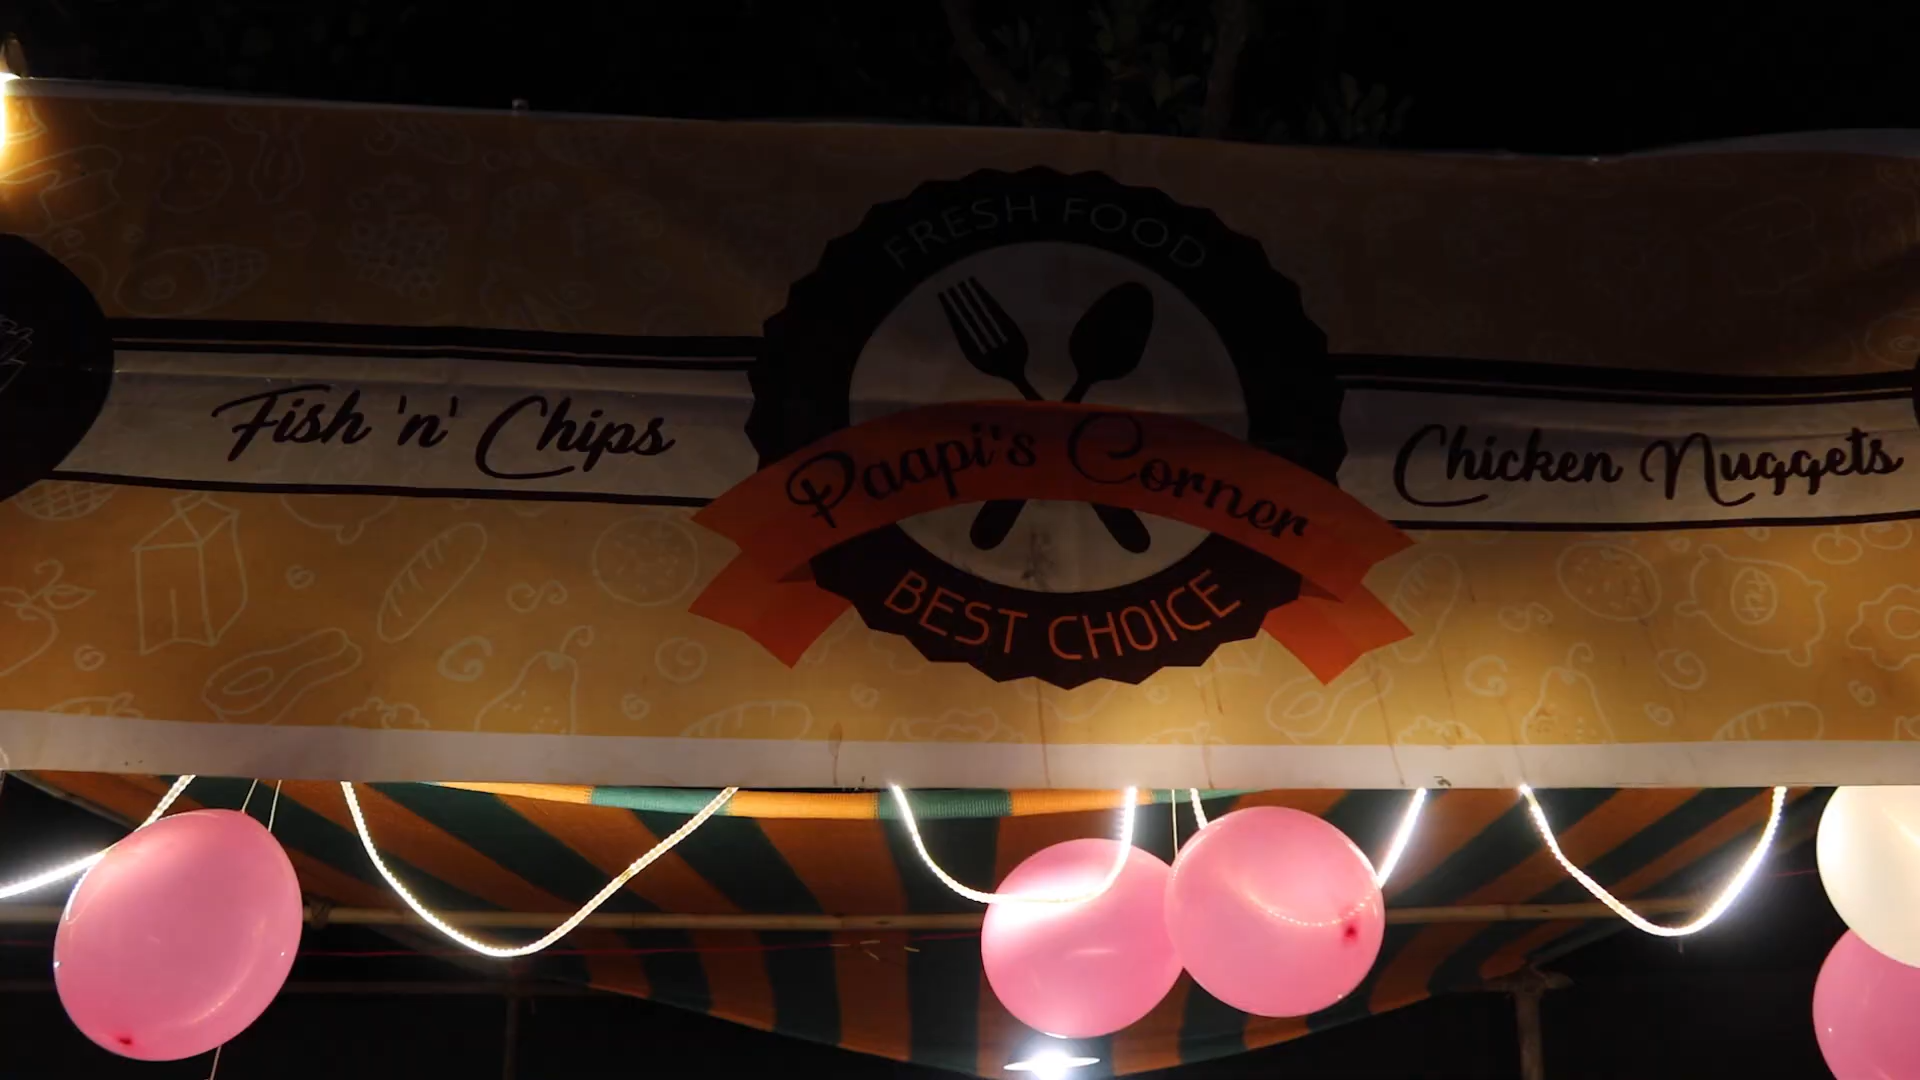 FRESH FOOD
Fish 'n' Chips
Paapi's Corner
Chicken Nuggets
BEST CHOICE